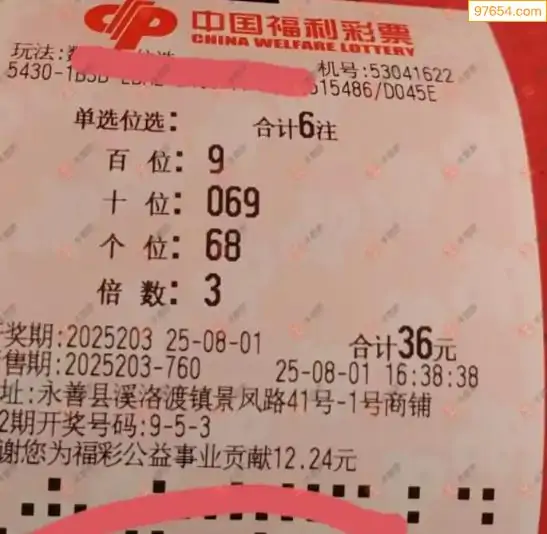 97654.com
中国福利彩票
CHINA WELFARE LOTTERY
玩法:
机号:53041622
5430-1B3B-
615486/D045E
单选位选: 合计6注
百位: 9
十位: 069
个位: 68
倍数: 3
奖期:2025203 25-08-01 合计36元
售期:2025203-760 25-08-01 16:38:38
址:永善县溪洛渡镇景凤路41号-1号商铺
2期开奖号码:9-5-3
谢您为福彩公益事业贡献12.24元